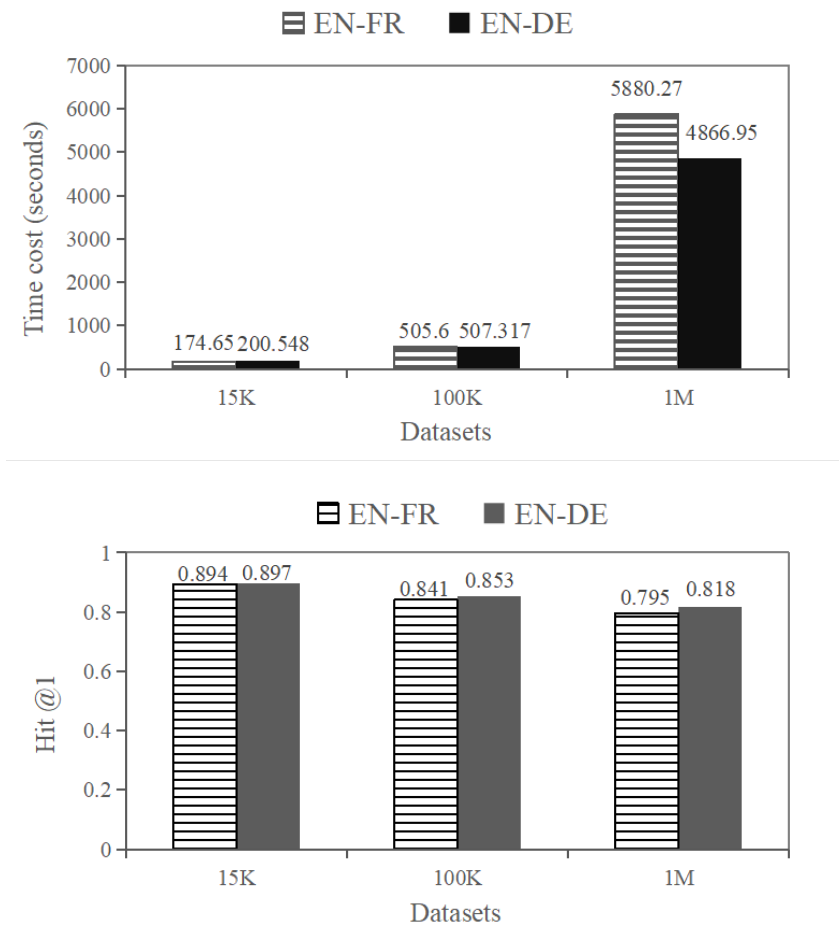 EN-FR EN-DE
7000
6000
5000
4000
3000
2000
1000
0
Time cost (seconds)
174.65 200.548
505.6 507.317
5880.27
4866.95
15K 100K 1M
Datasets
EN-FR EN-DE
1
0.8
0.6
0.4
0.2
0
Hit @1
0.894 0.897
0.841 0.853
0.795 0.818
15K 100K 1M
Datasets